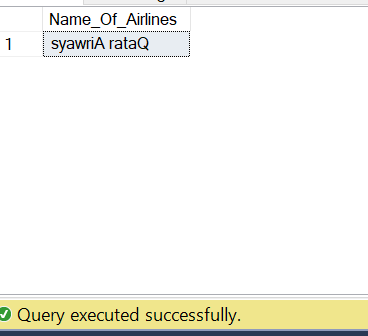 Name_Of_Airlines
1 syawriA rataQ
Query executed successfully.